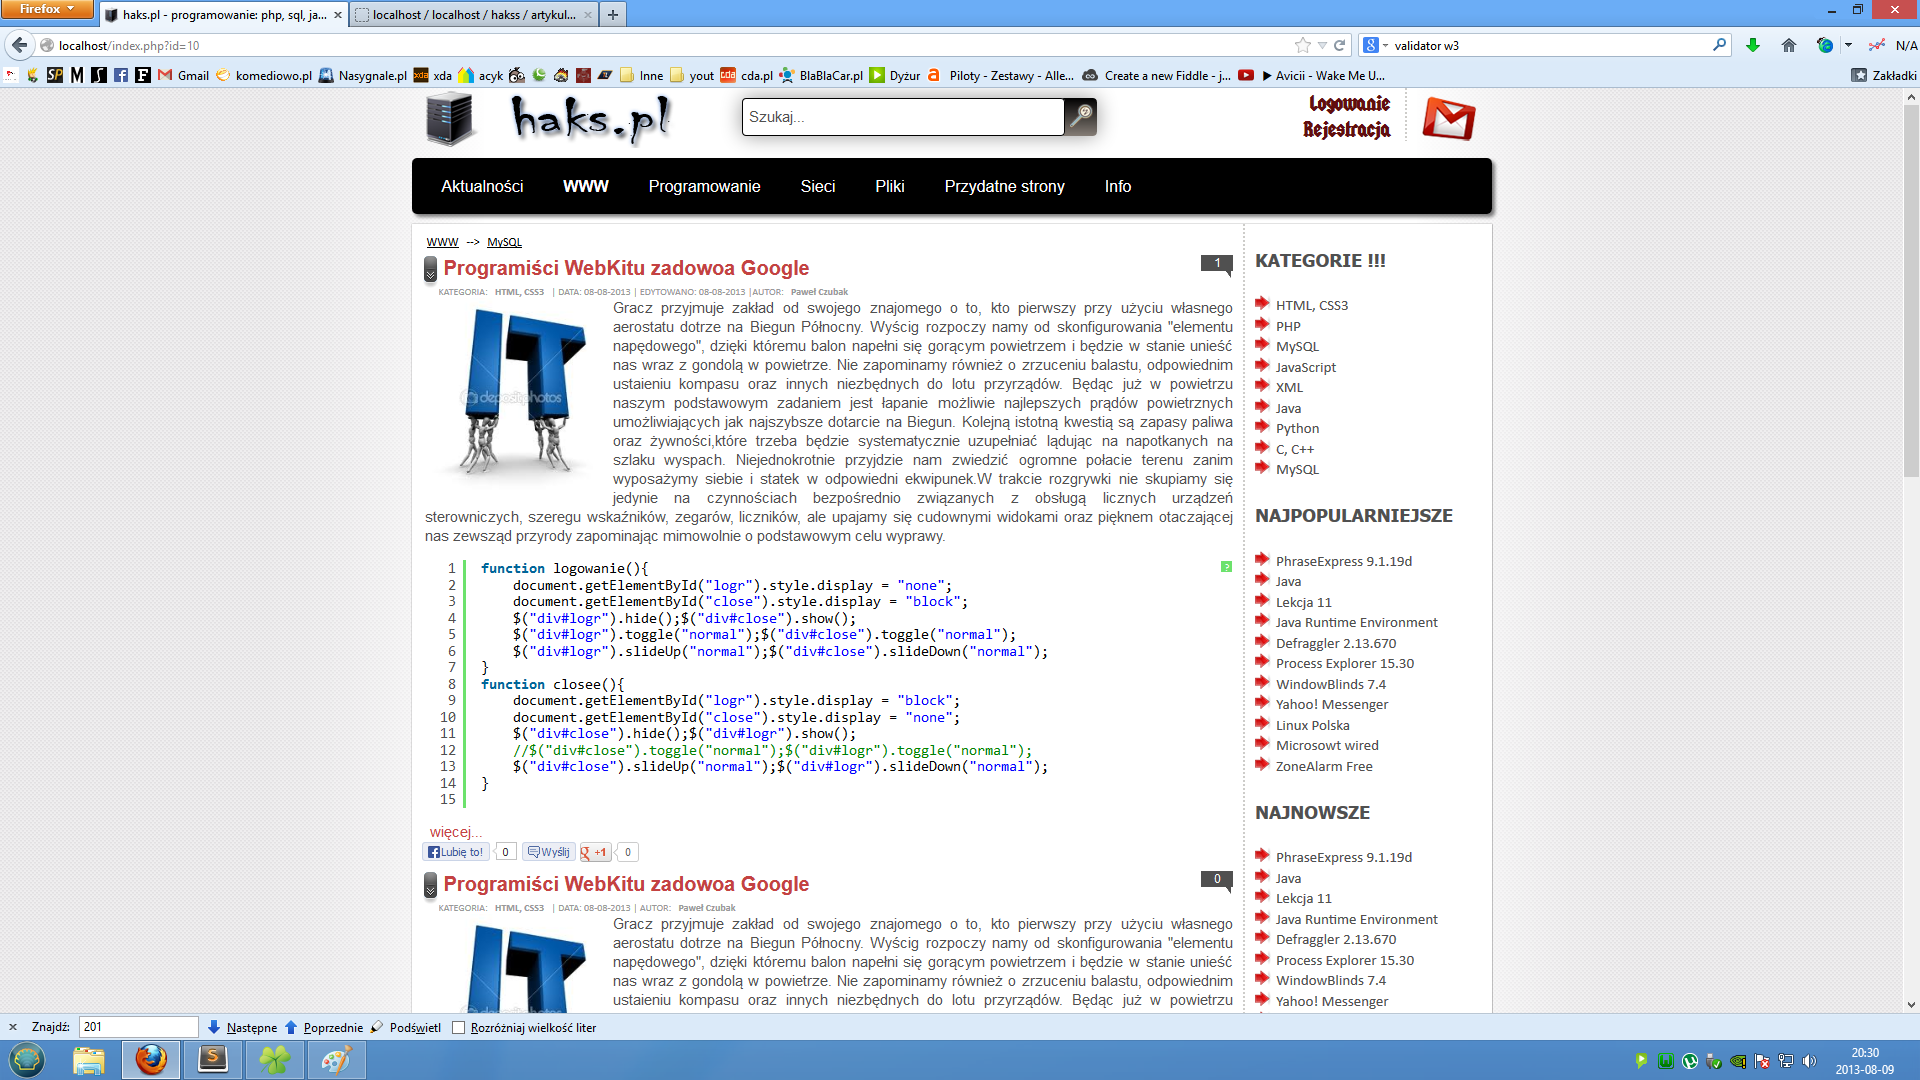 Firefox
haks.pl - programowanie: php, sql, ja...
localhost / localhost / hakss / artykul...
localhost/index.php?id=10
validator w3
N/A
Gmail
komediowo.pl
Nasygnale.pl
xda
acyk
Inne
yout
cda.pl
BlaBlaCar.pl
Dyżur
Piloty - Zestawy - Alle...
Create a new Fiddle - j...
Avicii - Wake Me U...
Zakładki
haks.pl
Szukaj...
Logowanie
Rejestracja
Aktualności WWW Programowanie Sieci Pliki Przydatne strony Info
WWW --> MySQL
Programiści WebKitu zadowoa Google
1
KATEGORIA: HTML, CSS3 | DATA: 08-08-2013 | EDYTOWANO: 08-08-2013 |AUTOR: Paweł Czubak
IT
depositphotos
Gracz przyjmuje zakład od swojego znajomego o to, kto pierwszy przy użyciu własnego
aerostatu dotrze na Biegun Północny. Wyścig rozpoczy namy od skonfigurowania "elementu
napędowego", dzięki któremu balon napełni się gorącym powietrzem i będzie w stanie unieść
nas wraz z gondolą w powietrze. Nie zapominamy również o zrzuceniu balastu, odpowiednim
ustaieniu kompasu oraz innych niezbędnych do lotu przyrządów. Będąc już w powietrzu
naszym podstawowym zadaniem jest łapanie możliwie najlepszych prądów powietrznych
umożliwiających jak najszybsze dotarcie na Biegun. Kolejną istotną kwestią są zapasy paliwa
oraz żywności,które trzeba będzie systematycznie uzupełniać lądując na napotkanych na
szlaku wyspach. Niejednokrotnie przyjdzie nam zwiedzić ogromne połacie terenu zanim
wyposażymy siebie i statek w odpowiedni ekwipunek.W trakcie rozgrywki nie skupiamy się
jedynie na czynnościach bezpośrednio związanych z obsługą licznych urządzeń
sterowniczych, szeregu wskaźników, zegarów, liczników, ale upajamy się cudownymi widokami oraz pięknem otaczającej
nas zewsząd przyrody zapominając mimowolnie o podstawowym celu wyprawy.
?
1 function logowanie(){
2 document.getElementById("logr").style.display = "none";
3 document.getElementById("close").style.display = "block";
4 $("div#logr").hide();$("div#close").show();
5 $("div#logr").toggle("normal");$("div#close").toggle("normal");
6 $("div#logr").slideUp("normal");$("div#close").slideDown("normal");
7 }
8 function closee(){
9 document.getElementById("logr").style.display = "block";
10 document.getElementById("close").style.display = "none";
11 $("div#close").hide();$("div#logr").show();
12 //$("div#close").toggle("normal");$("div#logr").toggle("normal");
13 $("div#close").slideUp("normal");$("div#logr").slideDown("normal");
14 }
15
więcej...
Lubię to! 0 Wyślij +1 0
Programiści WebKitu zadowoa Google
0
KATEGORIA: HTML, CSS3 | DATA: 08-08-2013 | AUTOR: Paweł Czubak
IT
Gracz przyjmuje zakład od swojego znajomego o to, kto pierwszy przy użyciu własnego
aerostatu dotrze na Biegun Północny. Wyścig rozpoczy namy od skonfigurowania "elementu
napędowego", dzięki któremu balon napełni się gorącym powietrzem i będzie w stanie unieść
nas wraz z gondolą w powietrze. Nie zapominamy również o zrzuceniu balastu, odpowiednim
ustaieniu kompasu oraz innych niezbędnych do lotu przyrządów. Będąc już w powietrzu
KATEGORIE !!!
HTML, CSS3
PHP
MySQL
JavaScript
XML
Java
Python
C, C++
MySQL
NAJPOPULARNIEJSZE
PhraseExpress 9.1.19d
Java
Lekcja 11
Java Runtime Environment
Defraggler 2.13.670
Process Explorer 15.30
WindowBlinds 7.4
Yahoo! Messenger
Linux Polska
Microsowt wired
ZoneAlarm Free
NAJNOWSZE
PhraseExpress 9.1.19d
Java
Lekcja 11
Java Runtime Environment
Defraggler 2.13.670
Process Explorer 15.30
WindowBlinds 7.4
Yahoo! Messenger
Znajdź: 201 Następne Poprzednie Podświetl Rozróżniaj wielkość liter
20:30
2013-08-09